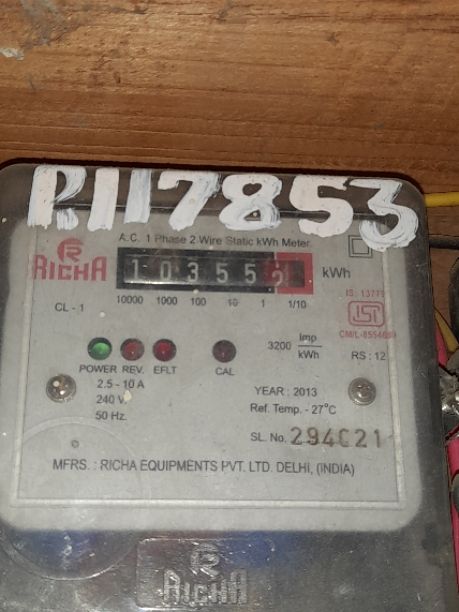 R117853
A.C. 1 Phase 2 Wire Static kWh Meter
RICHA
10355 kWh
10000 1000 100 10 1 1/10
CL - 1
IS: 13779
ISI
3200 Imp/kWh
RS : 12
POWER REV. EFLT CAL
2.5 - 10 A
240 V
50 Hz.
YEAR : 2013
Ref. Temp. - 27°C
SL. No.
MFRS. : RICHA EQUIPMENTS PVT. LTD. DELHI, (INDIA)
RICHA